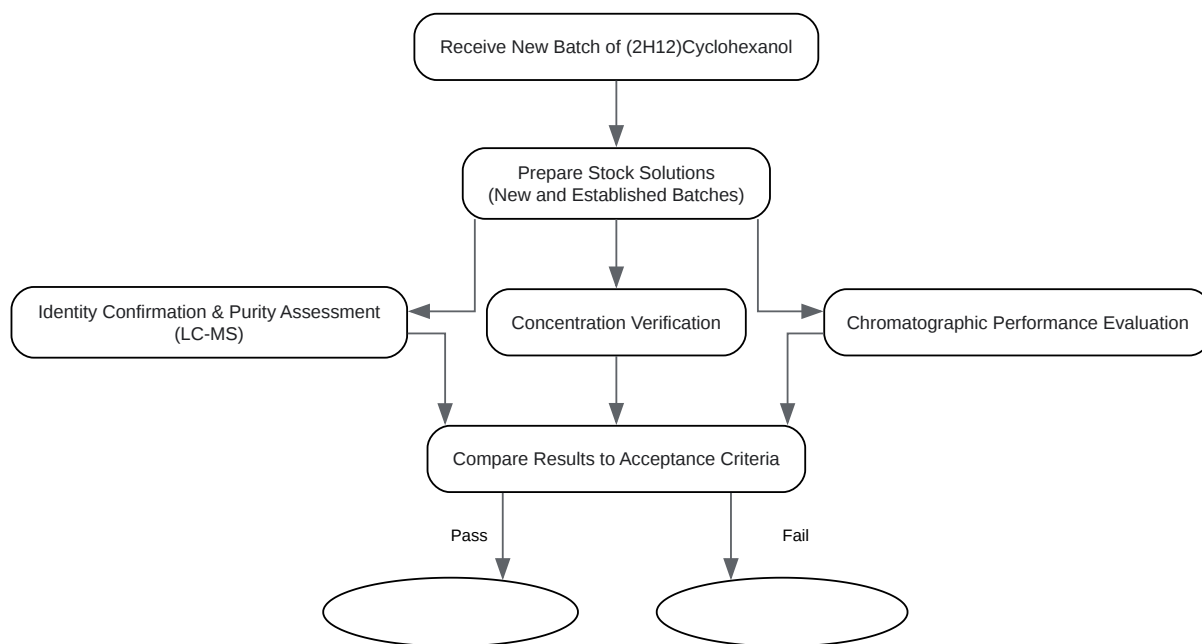 Receive New Batch of (2H12)Cyclohexanol
Prepare Stock Solutions
(New and Established Batches)
Identity Confirmation & Purity Assessment
(LC-MS)
Concentration Verification
Chromatographic Performance Evaluation
Compare Results to Acceptance Criteria
Pass
Fail